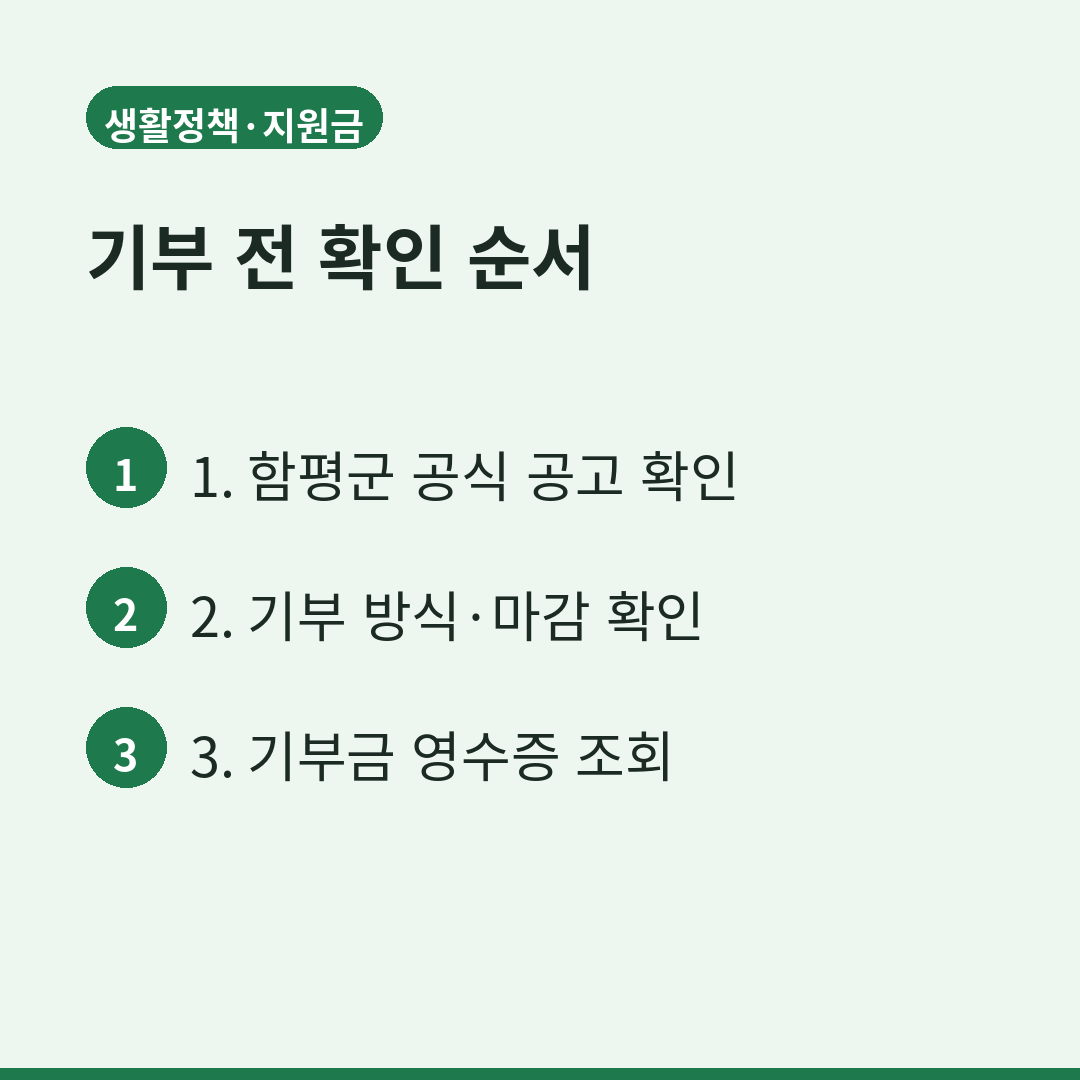 생활정책·지원금
기부 전 확인 순서
1 1. 함평군 공식 공고 확인
2 2. 기부 방식·마감 확인
3 3. 기부금 영수증 조회